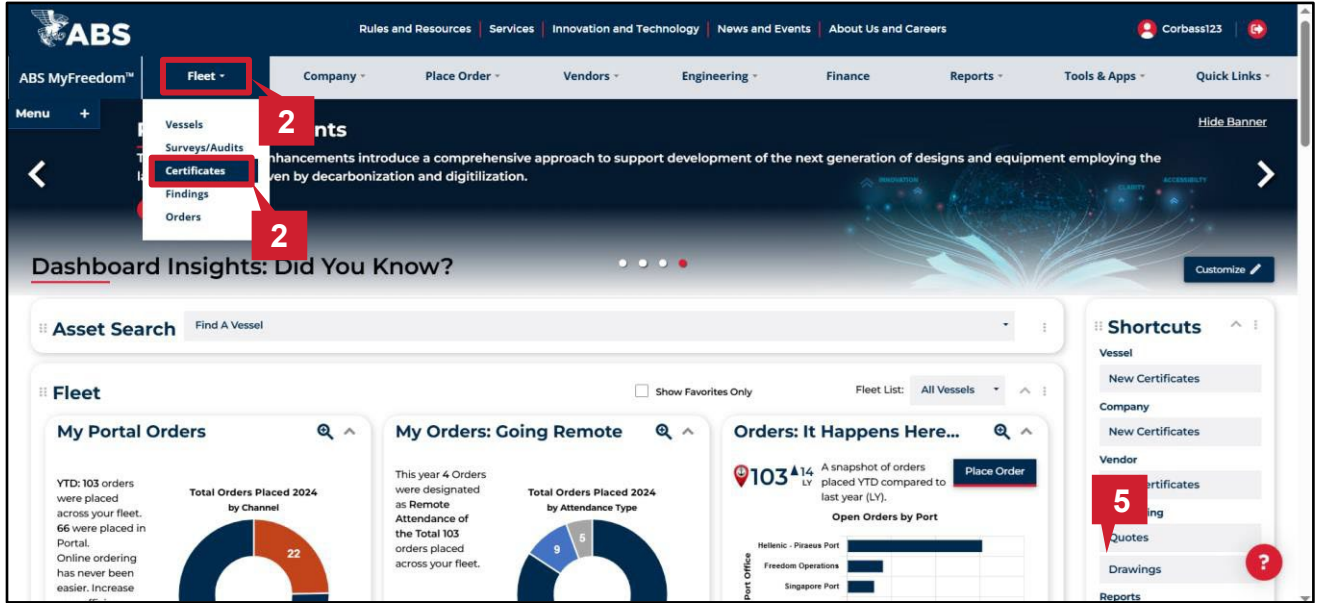 ABS
Rules and Resources | Services | Innovation and Technology | News and Events | About Us and Careers
Corbass123
ABS MyFreedom™
Fleet
Company
Place Order
Vendors
Engineering
Finance
Reports
Tools & Apps
Quick Links
Menu +
2
Vessels
Surveys/Audits
Certificates
Findings
Orders
2
nts
Hide Banner
hancements introduce a comprehensive approach to support development of the next generation of designs and equipment employing the
ven by decarbonization and digitilization.
INNOVATION
CLARITY
ACCESSIBILITY
Dashboard Insights: Did You Know?
Customize
Asset Search
Find A Vessel
Fleet
Show Favorites Only
Fleet List: All Vessels
My Portal Orders
YTD: 103 orders
were placed
across your fleet.
66 were placed in
Portal.
Online ordering
has never been
easier. Increase
Total Orders Placed 2024
by Channel
22
My Orders: Going Remote
This year 4 Orders
were designated
as Remote
Attendance of
the Total 103
orders placed
across your fleet.
Total Orders Placed 2024
by Attendance Type
9
5
Orders: It Happens Here...
103
14
LY
A snapshot of orders
placed YTD compared to
last year (LY).
Place Order
Open Orders by Port
Port Office
Hellenic - Piraeus Port
Freedom Operations
Singapore Port
Shortcuts
Vessel
New Certificates
Company
New Certificates
Vendor
rtificates
5
ing
Quotes
Drawings
Reports
?